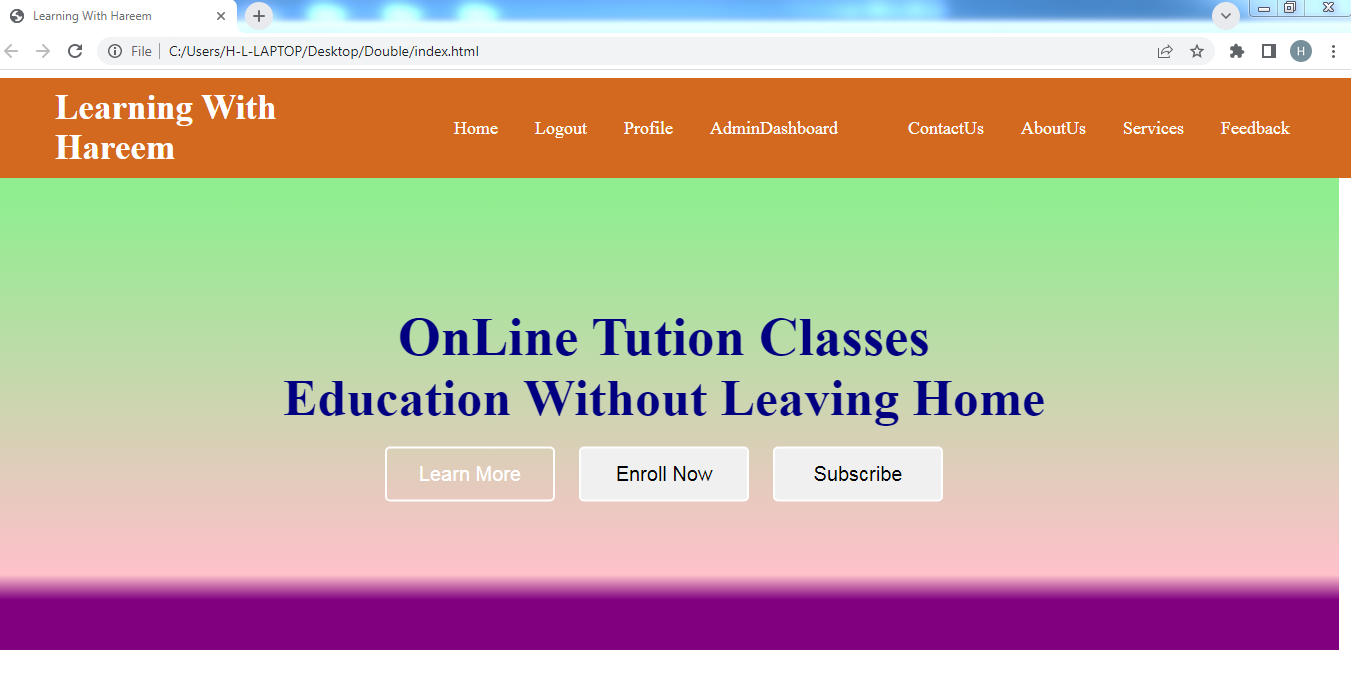 Learning With Hareem
File | C:/Users/H-L-LAPTOP/Desktop/Double/index.html
H
Learning With
Hareem
Home Logout Profile AdminDashboard ContactUs AboutUs Services Feedback
OnLine Tution Classes
Education Without Leaving Home
Learn More Enroll Now Subscribe